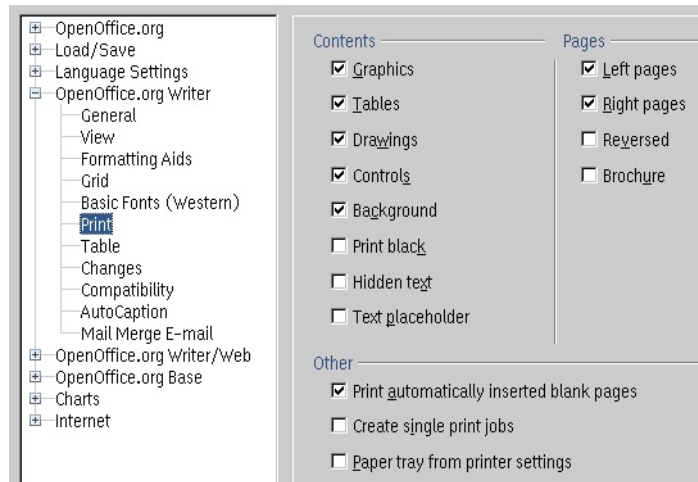 OpenOffice.org
Load/Save
Language Settings
OpenOffice.org Writer
General
View
Formatting Aids
Grid
Basic Fonts (Western)
Print
Table
Changes
Compatibility
AutoCaption
Mail Merge E-mail
OpenOffice.org Writer/Web
OpenOffice.org Base
Charts
Internet
Contents
Graphics
Tables
Drawings
Controls
Background
Print black
Hidden text
Text placeholder
Pages
Left pages
Right pages
Reversed
Brochure
Other
Print automatically inserted blank pages
Create single print jobs
Paper tray from printer settings